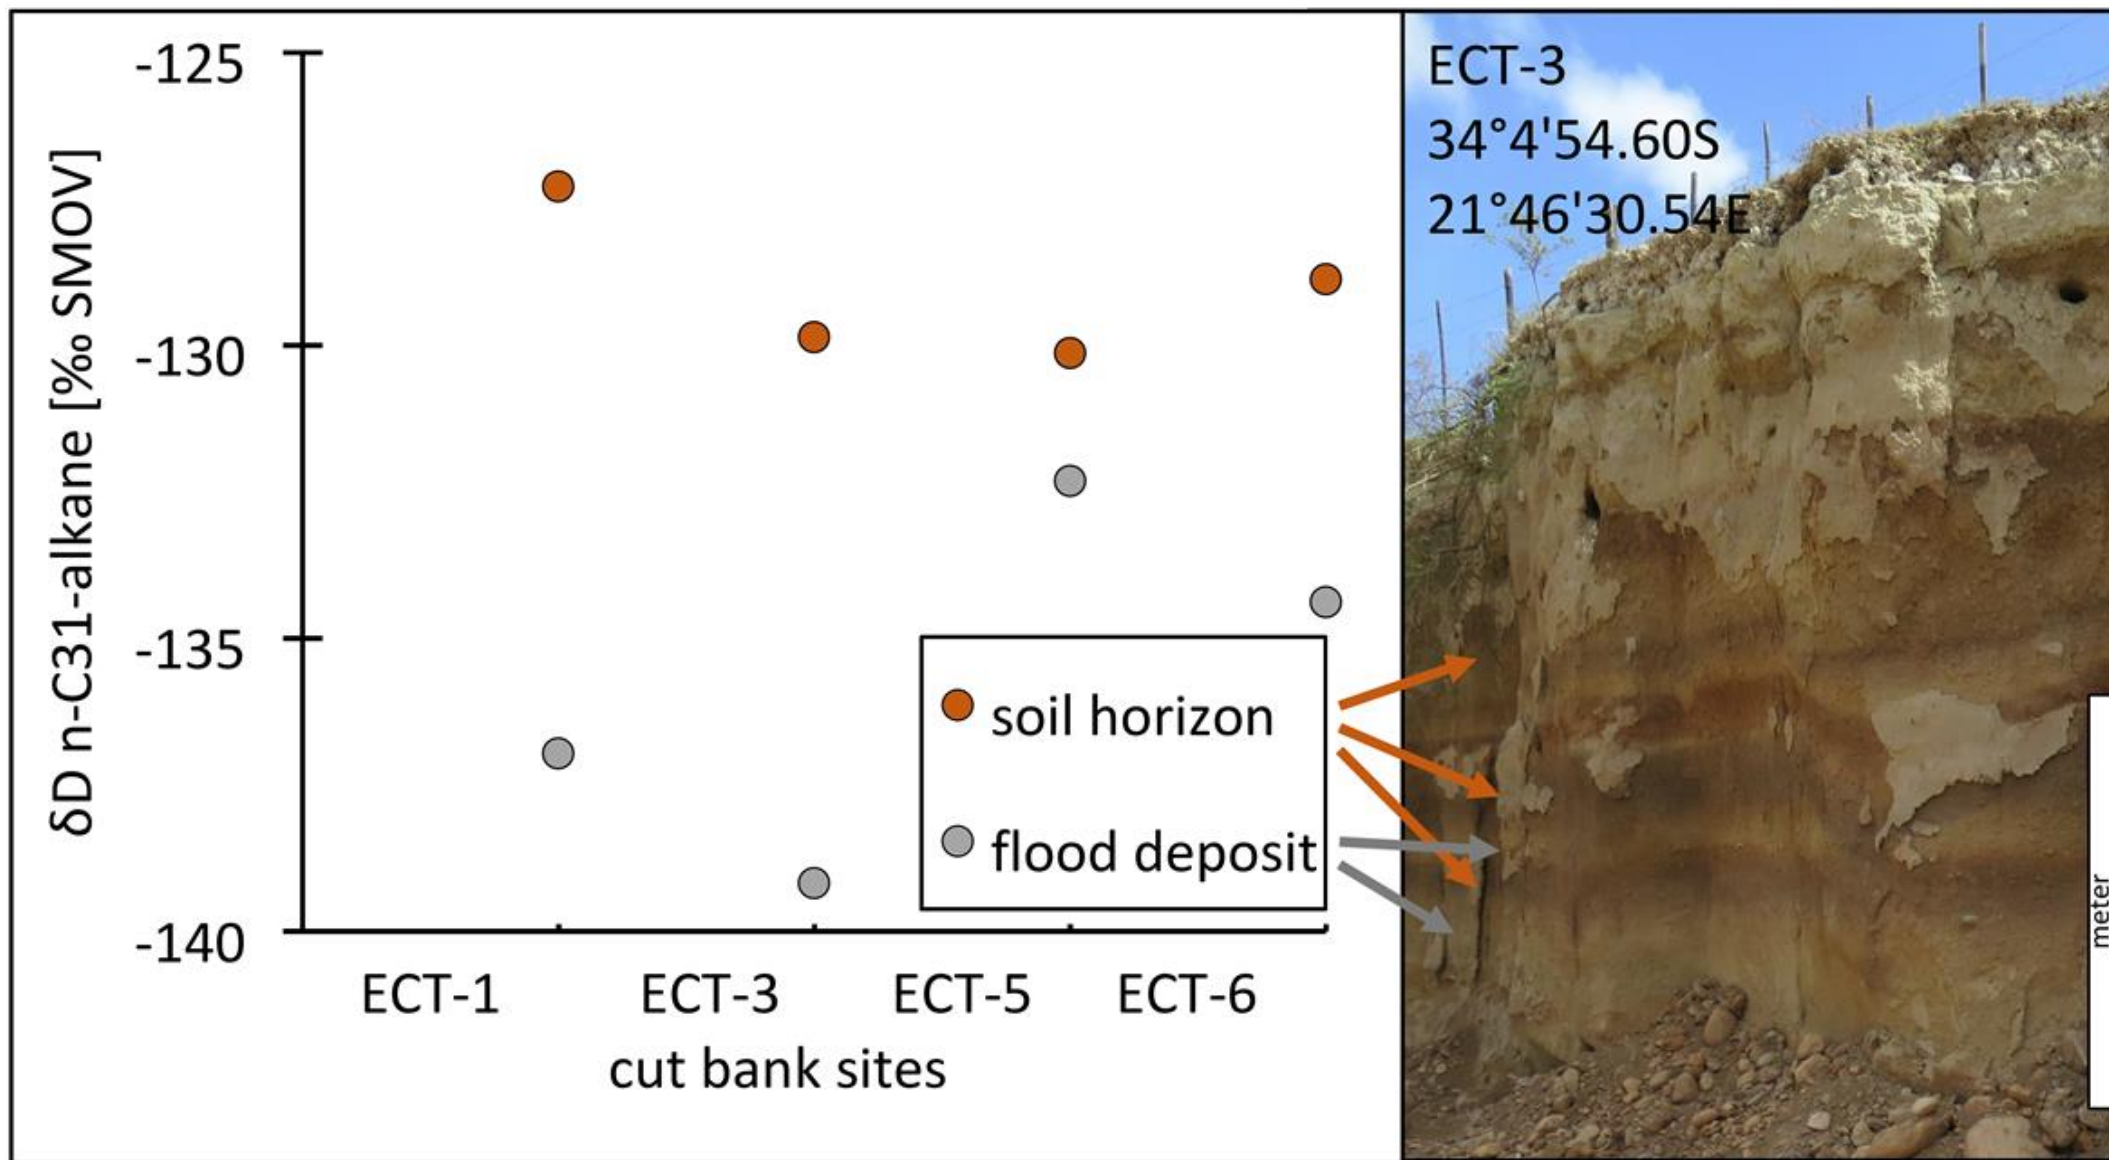 -125
-130
-135
-140
δD n-C31-alkane [‰ SMOV]
soil horizon
flood deposit
ECT-1 ECT-3 ECT-5 ECT-6
cut bank sites
ECT-3
34°4'54.60S
21°46'30.54E
meter